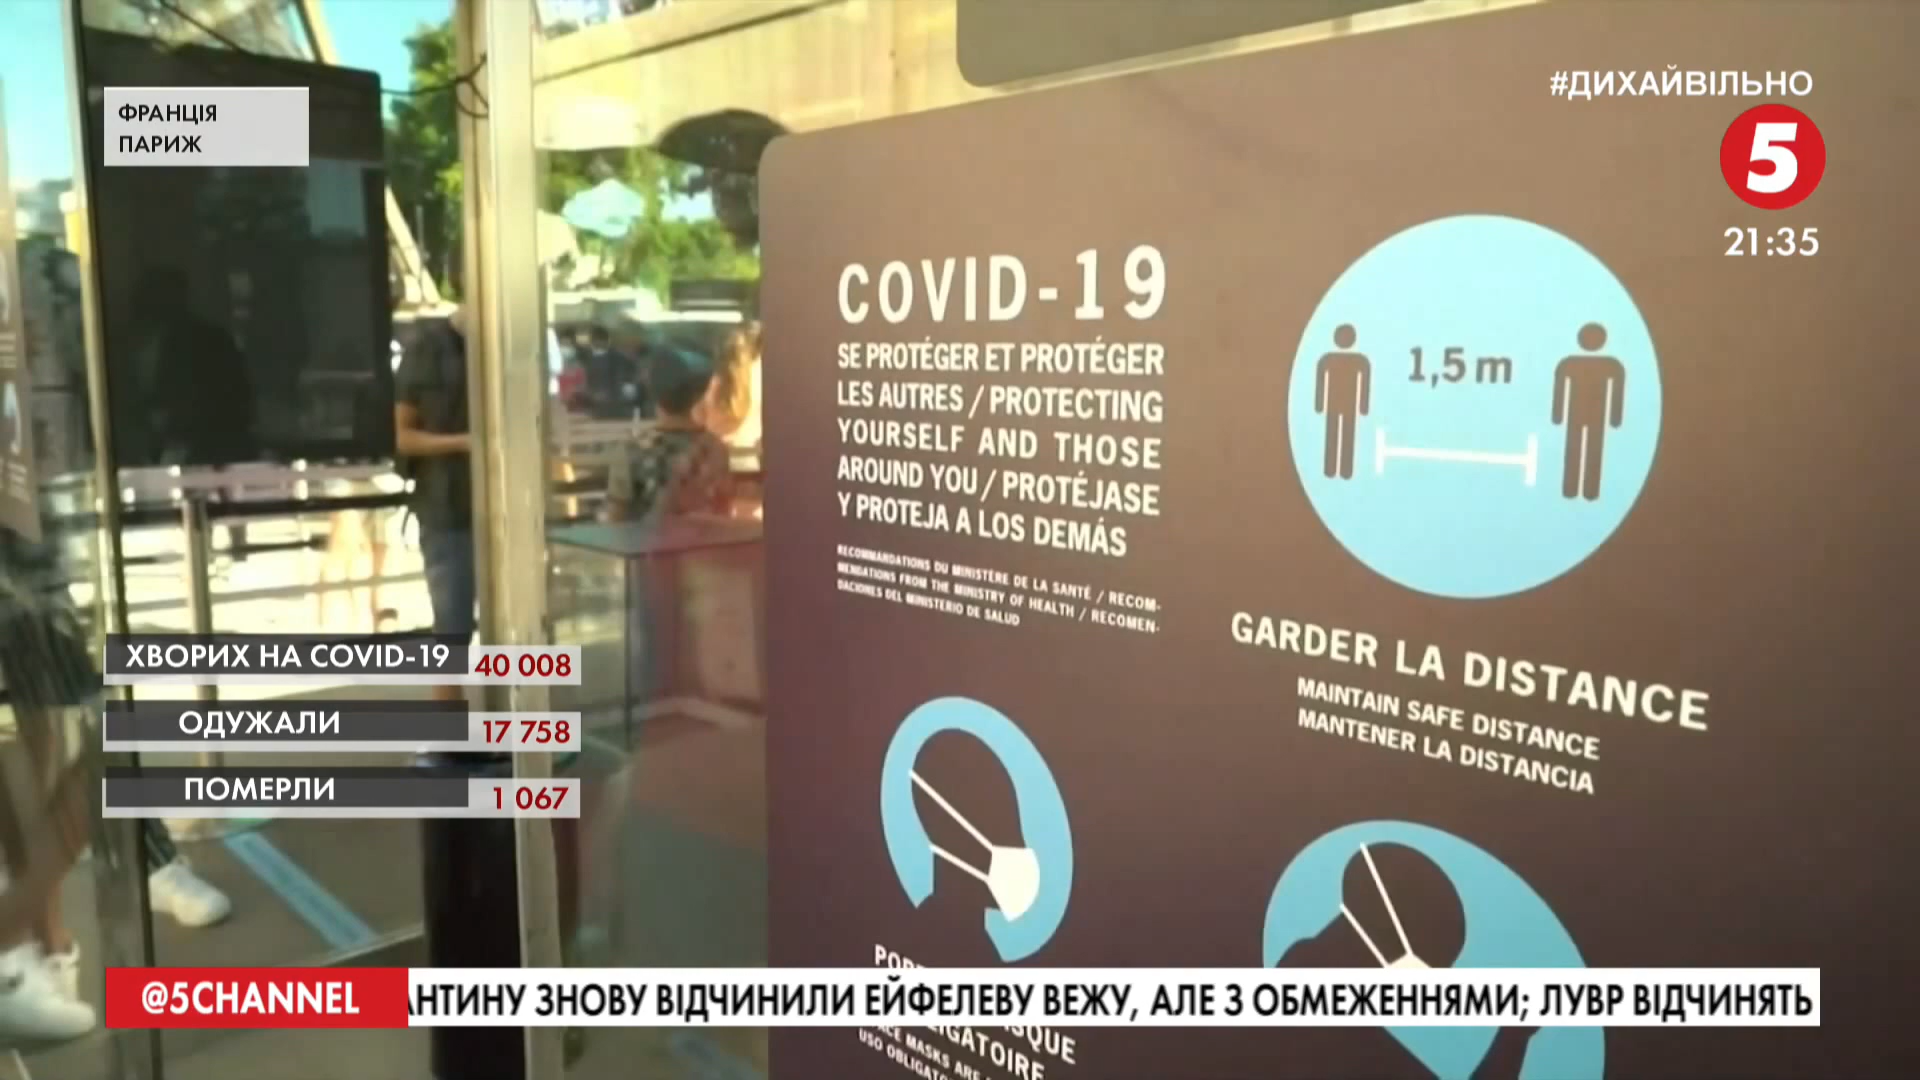 ФРАНЦІЯ
ПАРИЖ
#ДИХАЙВІЛЬНО
5
21:35
COVID-19
SE PROTÉGER ET PROTÉGER
LES AUTRES / PROTECTING
YOURSELF AND THOSE
AROUND YOU / PROTÉJASE
Y PROTEJA A LOS DEMÁS
RECOMMANDATIONS DU MINISTÈRE DE LA SANTÉ / RECOM-
MENDATIONS FROM THE MINISTRY OF HEALTH / RECOMEN-
DACIONES DEL MINISTERIO DE SALUD
1,5 m
GARDER LA DISTANCE
MAINTAIN SAFE DISTANCE
MANTENER LA DISTANCIA
ХВОРИХ НА COVID-19 40 008
ОДУЖАЛИ 17 758
ПОМЕРЛИ 1 067
@5CHANNEL
АНТИНУ ЗНОВУ ВІДЧИНИЛИ ЕЙФЕЛЕВУ ВЕЖУ, АЛЕ З ОБМЕЖЕННЯМИ; ЛУВР ВІДЧИНЯТЬ
MASKS ARE
USO